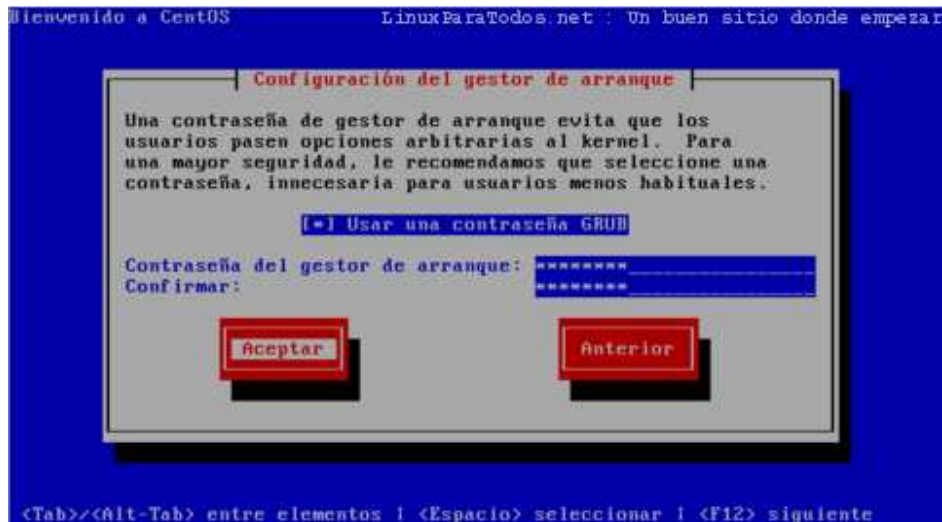 Bienvenido a CentOS LinuxParaTodos.net : Un buen sitio donde empezar
Configuración del gestor de arranque
Una contraseña de gestor de arranque evita que los
usuarios pasen opciones arbitrarias al kernel. Para
una mayor seguridad, le recomendamos que seleccione una
contraseña, innecesaria para usuarios menos habituales.
[*] Usar una contraseña GRUB
Contraseña del gestor de arranque: ********
Confirmar: ********
Aceptar Anterior
<Tab>/<Alt-Tab> entre elementos | <Espacio> seleccionar | <F12> siguiente